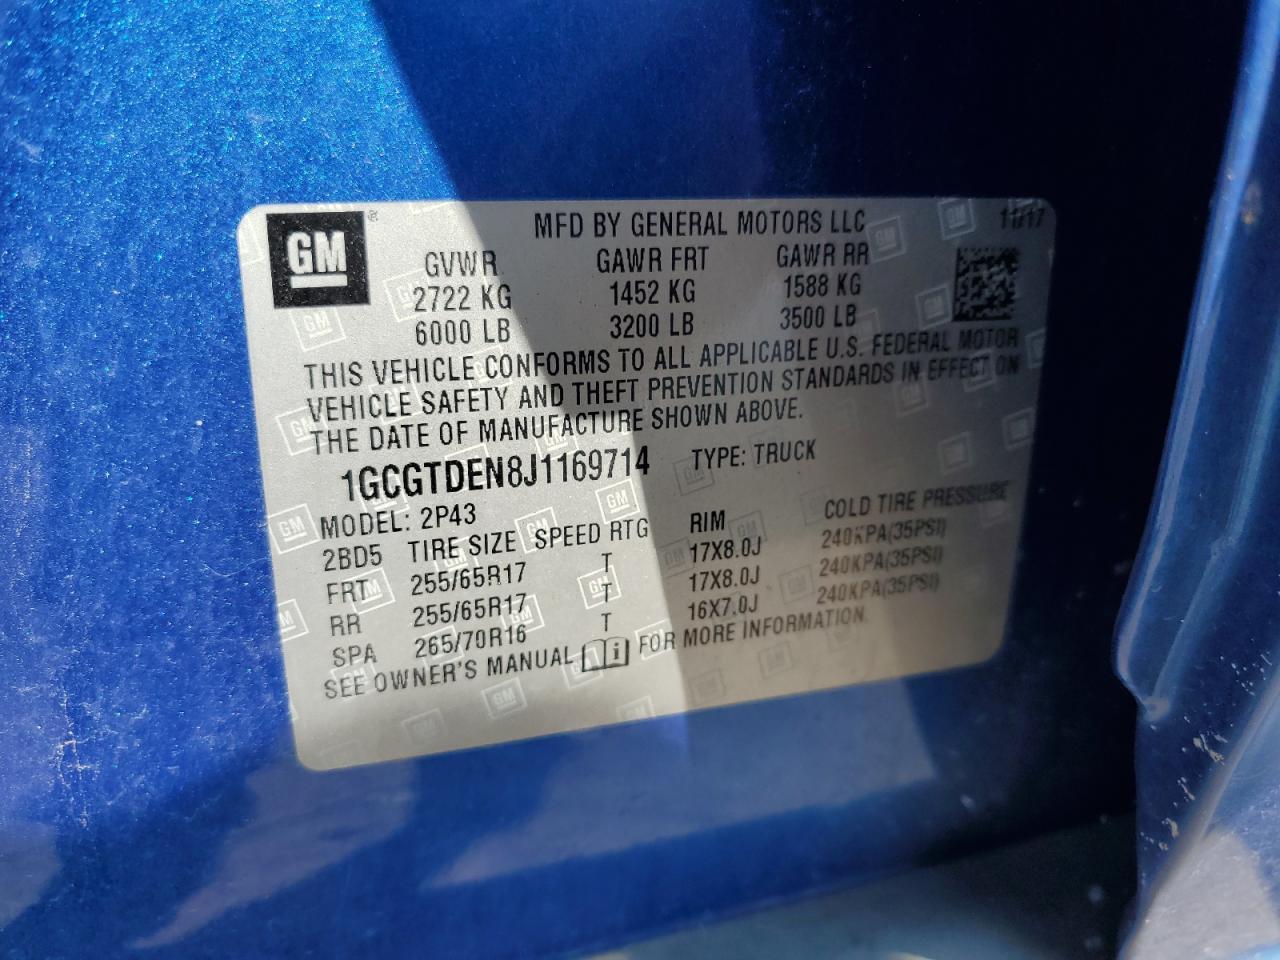 GM
MFD BY GENERAL MOTORS LLC 11/17
GVWR GAWR FRT GAWR RR
2722 KG 1452 KG 1588 KG
6000 LB 3200 LB 3500 LB
THIS VEHICLE CONFORMS TO ALL APPLICABLE U.S. FEDERAL MOTOR
VEHICLE SAFETY AND THEFT PREVENTION STANDARDS IN EFFECT ON
THE DATE OF MANUFACTURE SHOWN ABOVE.
1GCGTDEN8J1169714 TYPE: TRUCK
MODEL: 2P43
2BD5 TIRE SIZE SPEED RTG RIM COLD TIRE PRESSURE
FRT 255/65R17 T 17X8.0J 240KPA(35PSI)
RR 255/65R17 T 17X8.0J 240KPA(35PSI)
SPA 265/70R16 T 16X7.0J 240KPA(35PSI)
SEE OWNER'S MANUAL i FOR MORE INFORMATION.